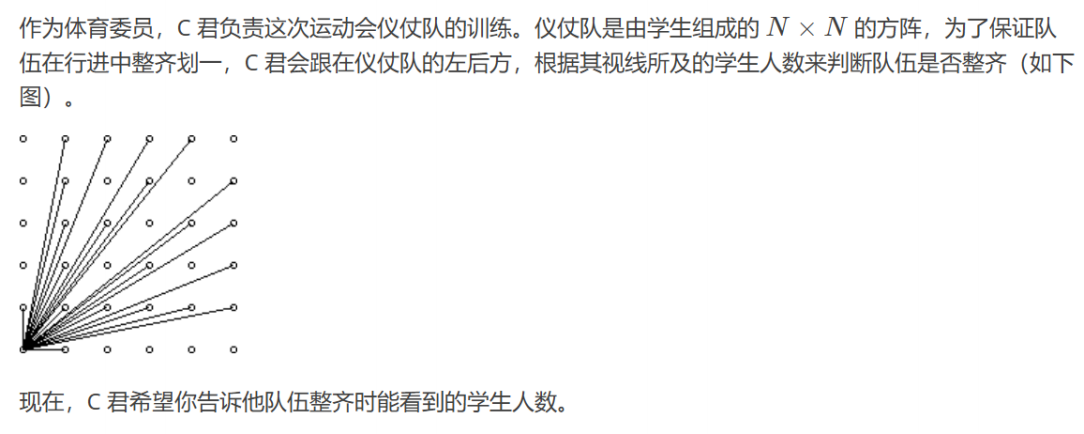 作为体育委员，C 君负责这次运动会仪仗队的训练。仪仗队是由学生组成的 N × N 的方阵，为了保证队
伍在行进中整齐划一，C 君会跟在仪仗队的左后方，根据其视线所及的学生人数来判断队伍是否整齐（如下
图）。
现在，C 君希望你告诉他队伍整齐时能看到的学生人数。